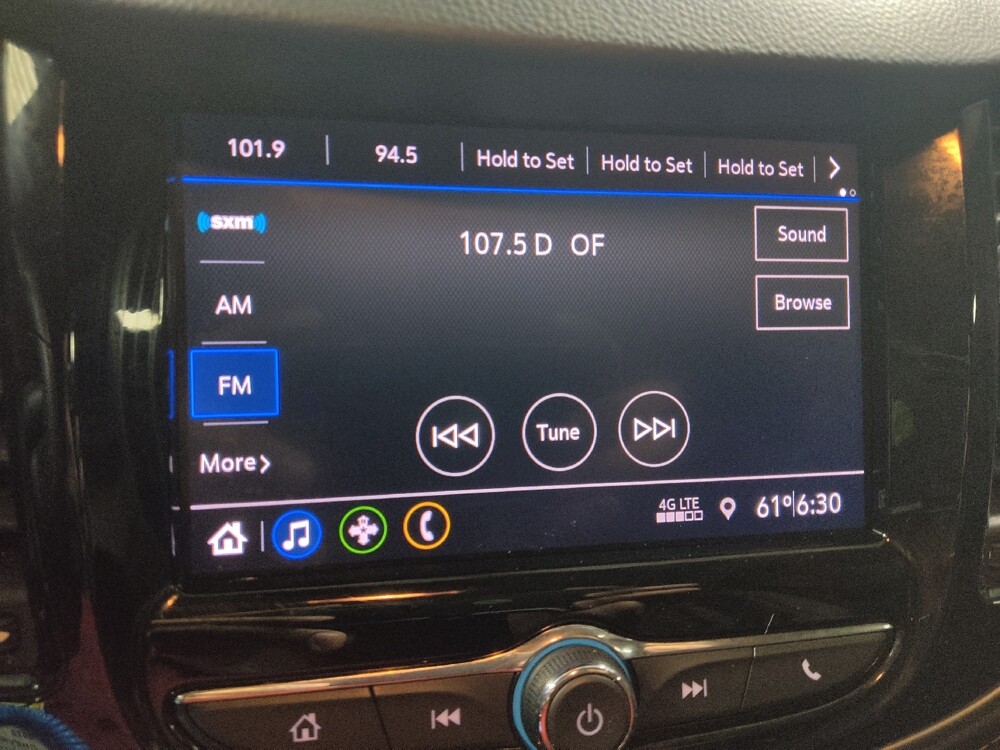 101.9 94.5 Hold to Set Hold to Set Hold to Set
sxm
107.5 D OF
Sound
AM
Browse
FM
Tune
More
4G LTE
61° 6:30